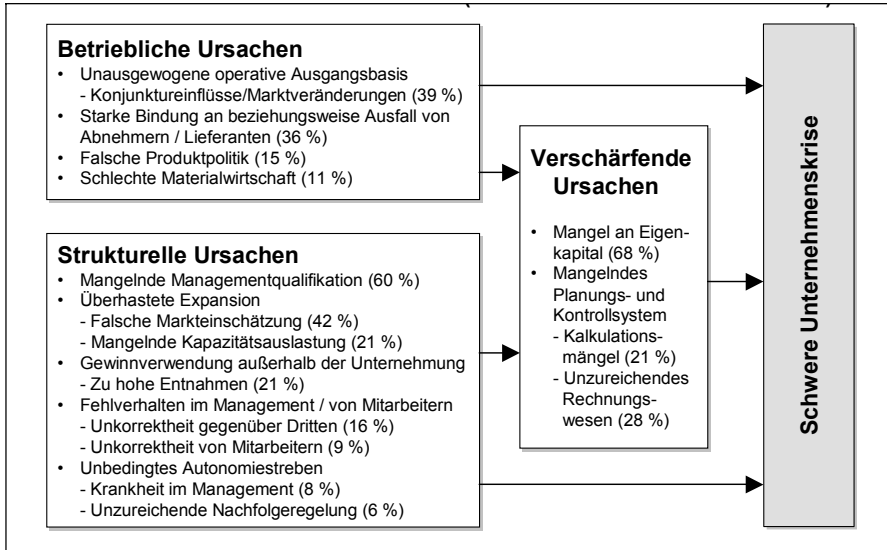 Betriebliche Ursachen
• Unausgewogene operative Ausgangsbasis
- Konjunktureinflüsse/Marktveränderungen (39 %)
• Starke Bindung an beziehungsweise Ausfall von
Abnehmern / Lieferanten (36 %)
• Falsche Produktpolitik (15 %)
• Schlechte Materialwirtschaft (11 %)
Strukturelle Ursachen
• Mangelnde Managementqualifikation (60 %)
• Überhastete Expansion
- Falsche Markteinschätzung (42 %)
- Mangelnde Kapazitätsauslastung (21 %)
• Gewinnverwendung außerhalb der Unternehmung
- Zu hohe Entnahmen (21 %)
• Fehlverhalten im Management / von Mitarbeitern
- Unkorrektheit gegenüber Dritten (16 %)
- Unkorrektheit von Mitarbeitern (9 %)
• Unbedingtes Autonomiestreben
- Krankheit im Management (8 %)
- Unzureichende Nachfolgeregelung (6 %)
Verschärfende
Ursachen
• Mangel an Eigen-
kapital (68 %)
• Mangelndes
Planungs- und
Kontrollsystem
- Kalkulations-
mängel (21 %)
- Unzureichendes
Rechnungs-
wesen (28 %)
Schwere Unternehmenskrise